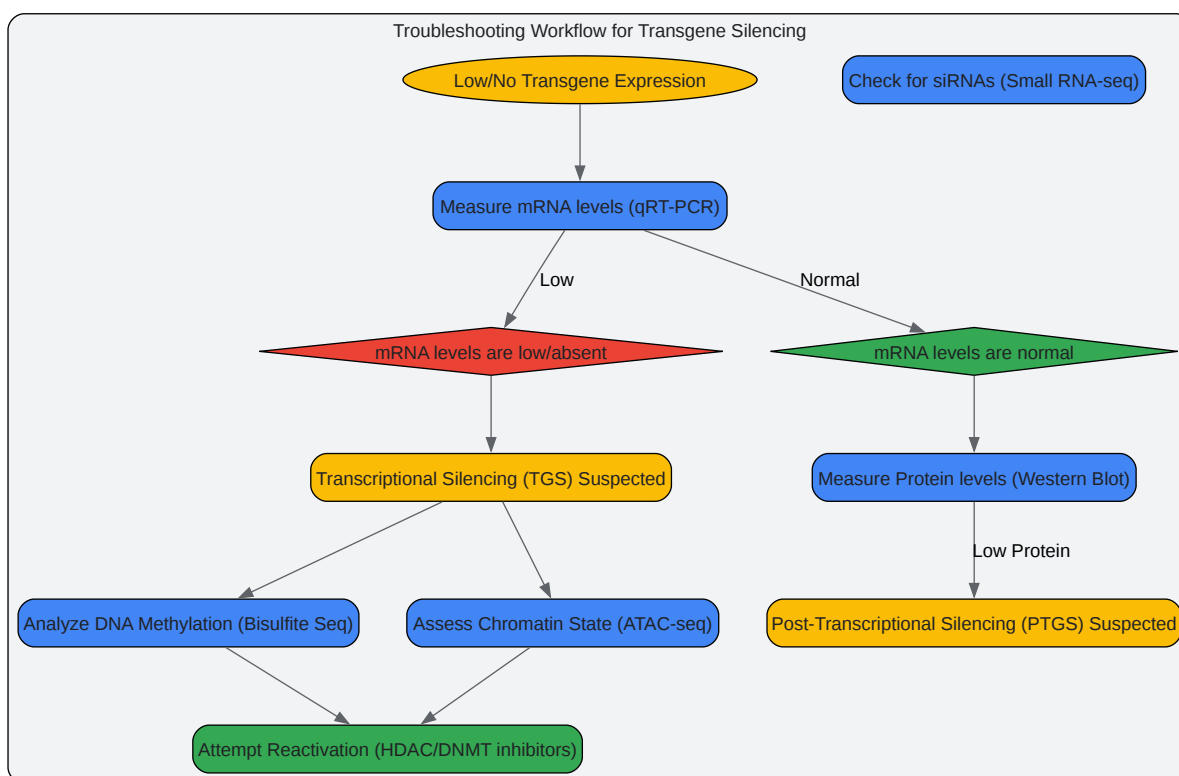 Troubleshooting Workflow for Transgene Silencing
Low/No Transgene Expression
Check for siRNAs (Small RNA-seq)
Measure mRNA levels (qRT-PCR)
Low
Normal
mRNA levels are low/absent
mRNA levels are normal
Transcriptional Silencing (TGS) Suspected
Measure Protein levels (Western Blot)
Low Protein
Analyze DNA Methylation (Bisulfite Seq)
Assess Chromatin State (ATAC-seq)
Post-Transcriptional Silencing (PTGS) Suspected
Attempt Reactivation (HDAC/DNMT inhibitors)